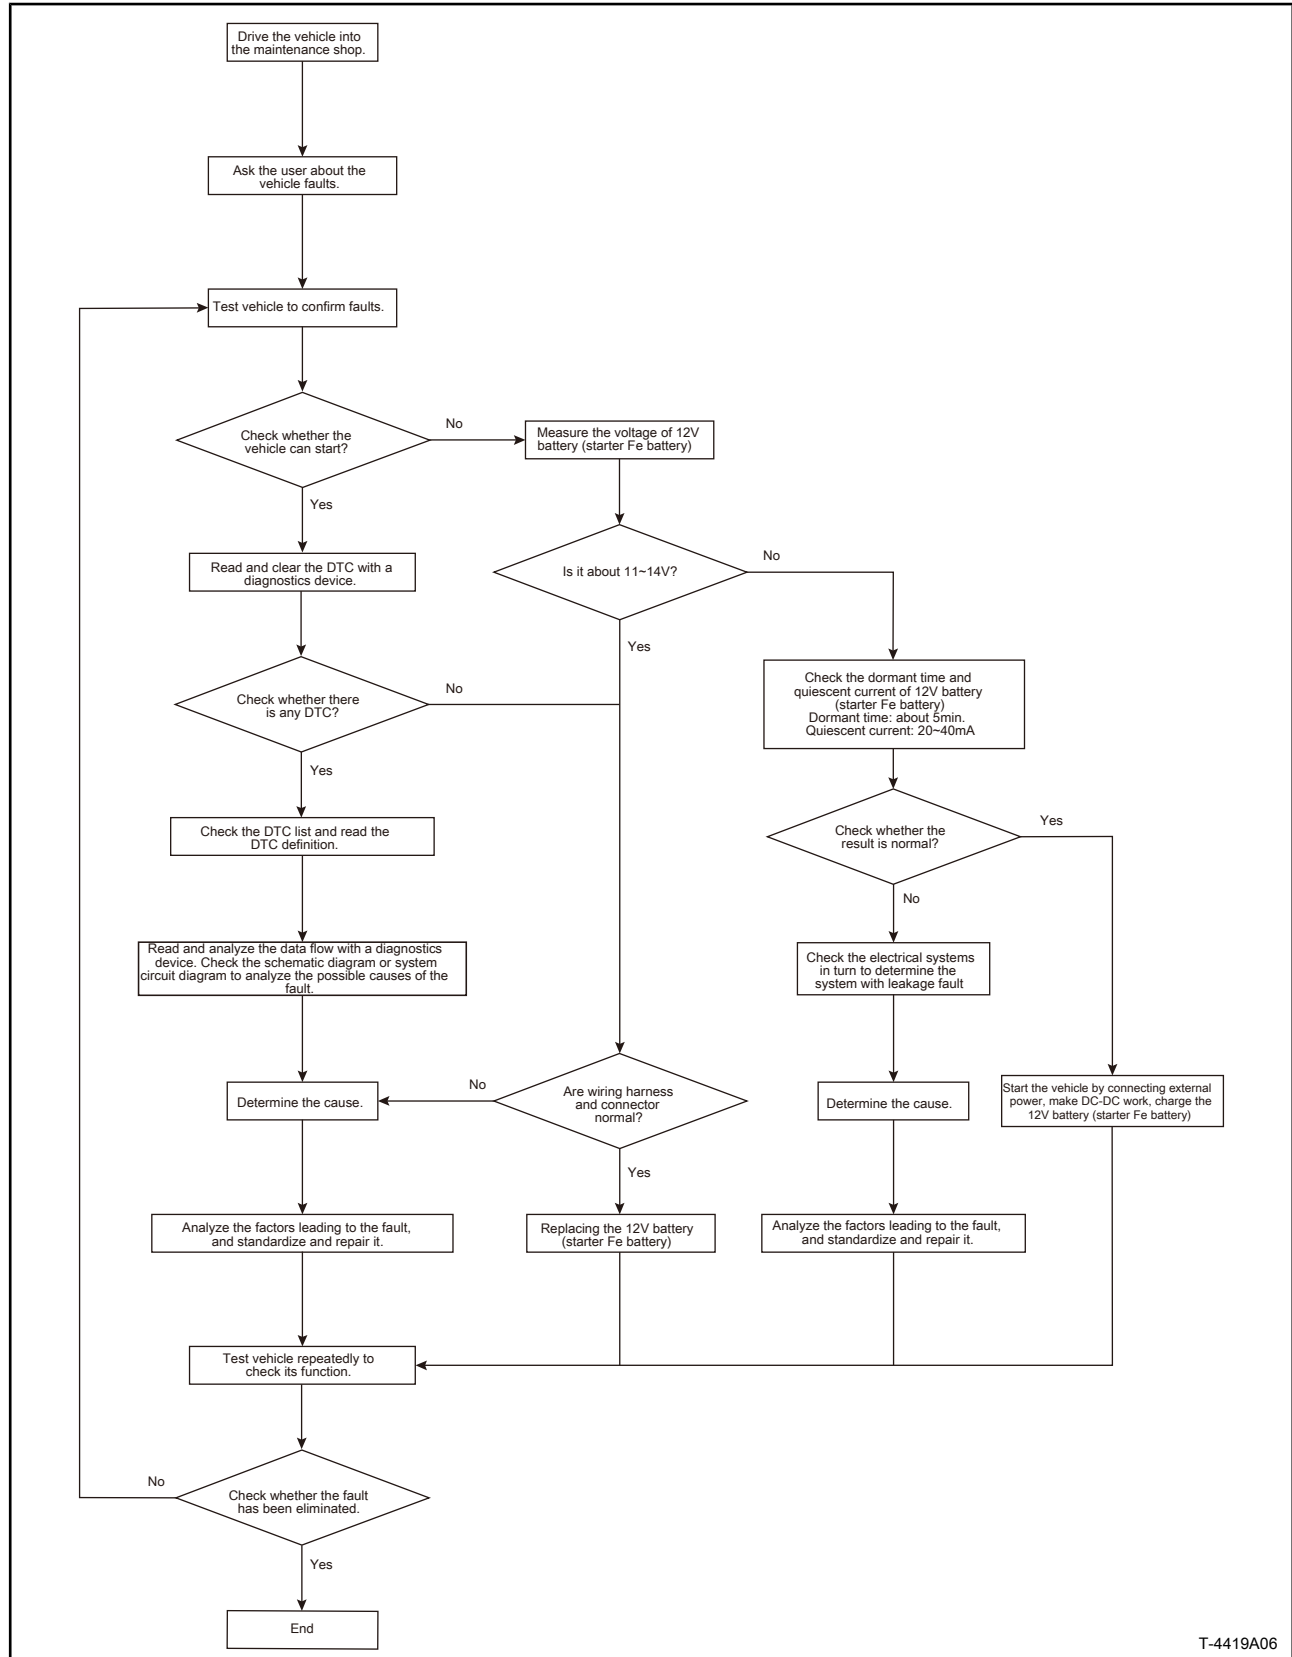 Drive the vehicle into
the maintenance shop.
Ask the user about the
vehicle faults.
Test vehicle to confirm faults.
Check whether the
vehicle can start?
No
Measure the voltage of 12V
battery (starter Fe battery)
Yes
Read and clear the DTC with a
diagnostics device.
Is it about 11~14V?
No
Yes
Check whether there
is any DTC?
No
Check the dormant time and
quiescent current of 12V battery
(starter Fe battery)
Dormant time: about 5min.
Quiescent current: 20~40mA
Yes
Check the DTC list and read the
DTC definition.
Check whether the
result is normal?
Yes
No
Read and analyze the data flow with a diagnostics
device. Check the schematic diagram or system
circuit diagram to analyze the possible causes of the
fault.
Check the electrical systems
in turn to determine the
system with leakage fault
Determine the cause.
No
Are wiring harness
and connector
normal?
Determine the cause.
Start the vehicle by connecting external
power, make DC-DC work, charge the
12V battery (starter Fe battery)
Yes
Analyze the factors leading to the fault,
and standardize and repair it.
Replacing the 12V battery
(starter Fe battery)
Analyze the factors leading to the fault,
and standardize and repair it.
Test vehicle repeatedly to
check its function.
No
Check whether the fault
has been eliminated.
Yes
End
T-4419A06